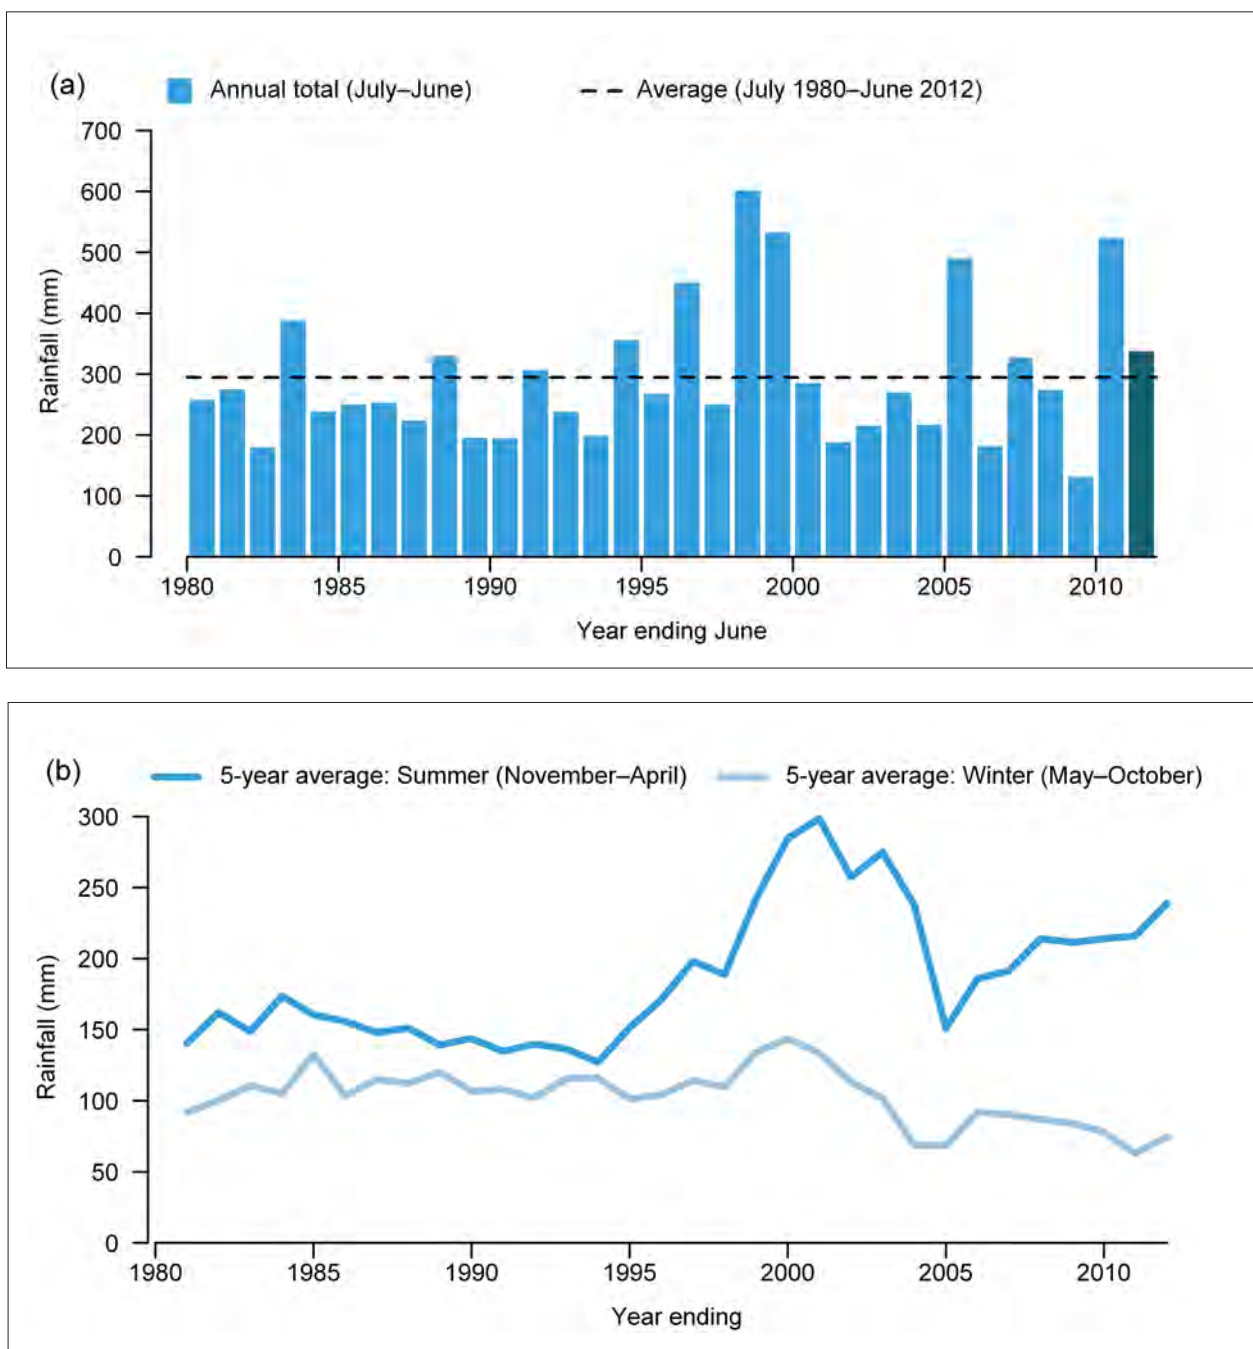 (a) Annual total (July–June) Average (July 1980–June 2012)
700
600
500
400
300
200
100
0
Rainfall (mm)
1980 1985 1990 1995 2000 2005 2010
Year ending June
(b) 5-year average: Summer (November–April) 5-year average: Winter (May–October)
300
250
200
150
100
50
0
Rainfall (mm)
1980 1985 1990 1995 2000 2005 2010
Year ending